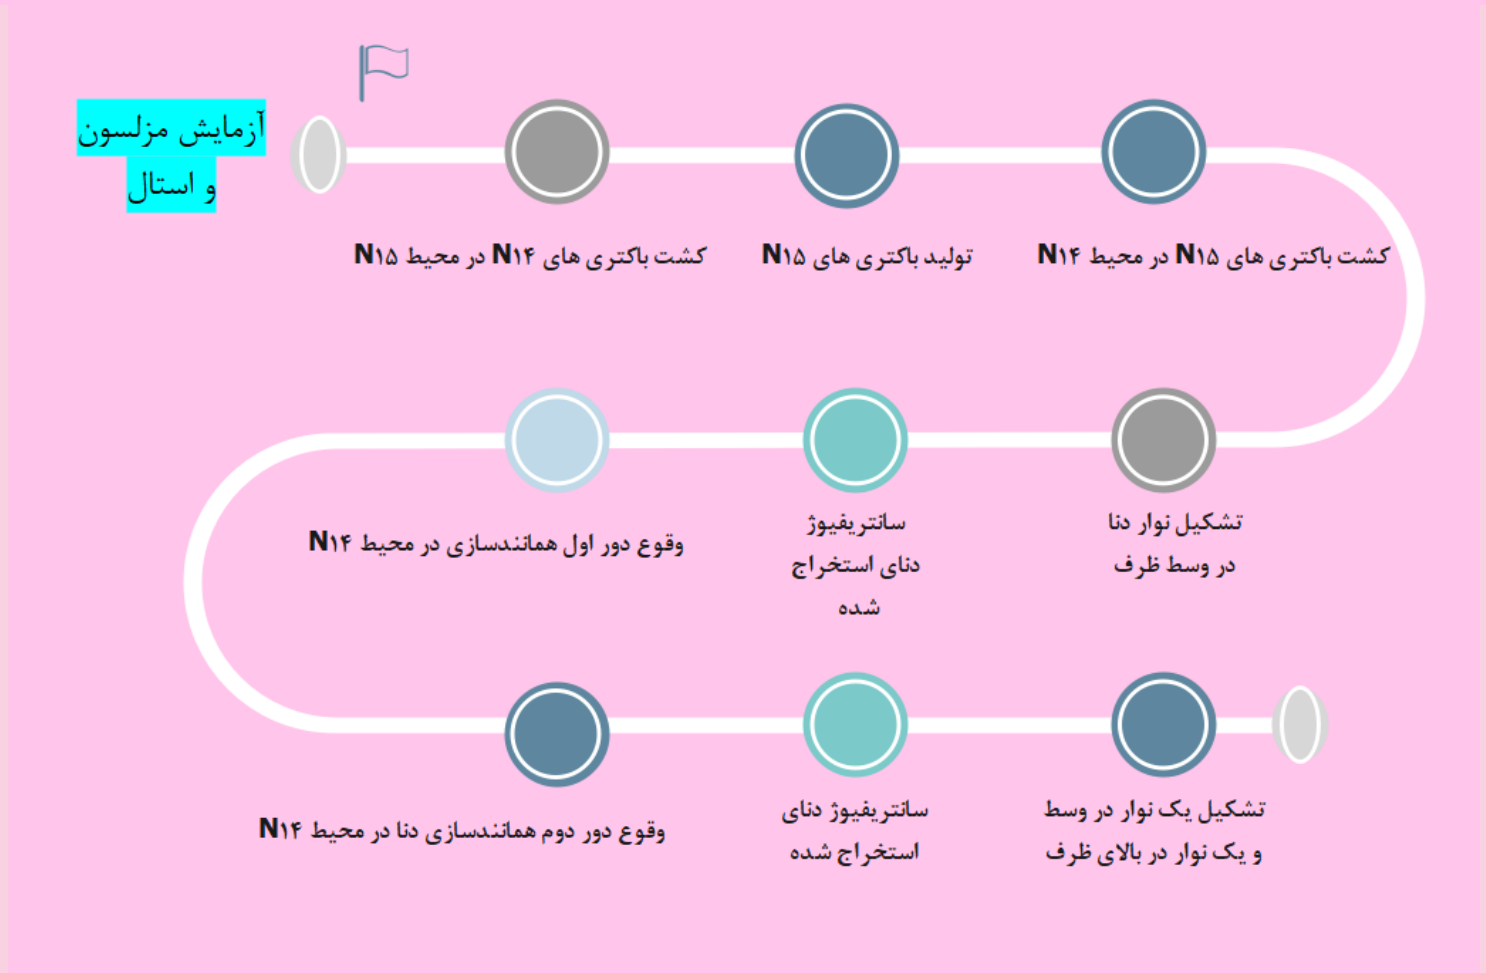 آزمایش مزلسون
و استال
کشت باکتری های N۱۴ در محیط N۱۵
تولید باکتری های N۱۵
کشت باکتری های N۱۵ در محیط N۱۴
وقوع دور اول همانندسازی در محیط N۱۴
سانتریفیوژ
دنای استخراج
شده
تشکیل نوار دنا
در وسط ظرف
وقوع دور دوم همانندسازی دنا در محیط N۱۴
سانتریفیوژ دنای
استخراج شده
تشکیل یک نوار در وسط
و یک نوار در بالای ظرف